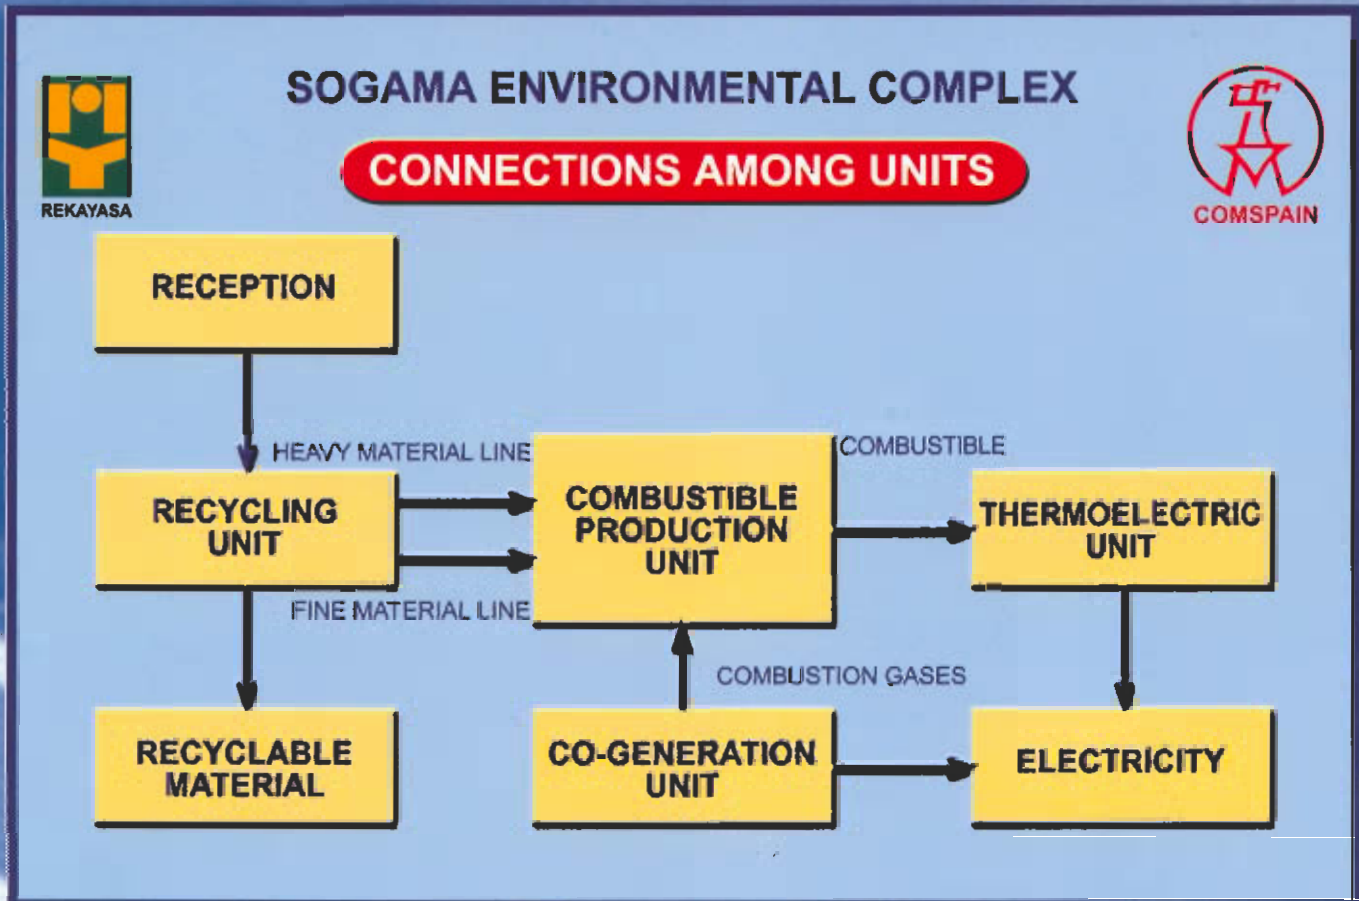 SOGAMA ENVIRONMENTAL COMPLEX
CONNECTIONS AMONG UNITS
REKAYASA
COMSPAIN
RECEPTION
HEAVY MATERIAL LINE
COMBUSTIBLE
RECYCLING
UNIT
COMBUSTIBLE
PRODUCTION
UNIT
THERMOELECTRIC
UNIT
FINE MATERIAL LINE
COMBUSTION GASES
RECYCLABLE
MATERIAL
CO-GENERATION
UNIT
ELECTRICITY